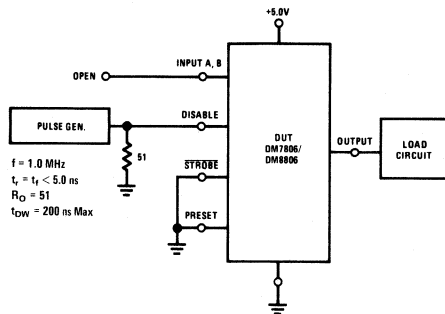 +5.0V
INPUT A, B
OPEN
DISABLE
PULSE GEN.
DUT
DM7806/
DM8806
OUTPUT
LOAD
CIRCUIT
51
STROBE
f = 1.0 MHz
tr = tf < 5.0 ns
RO = 51
tDW = 200 ns Max
PRESET